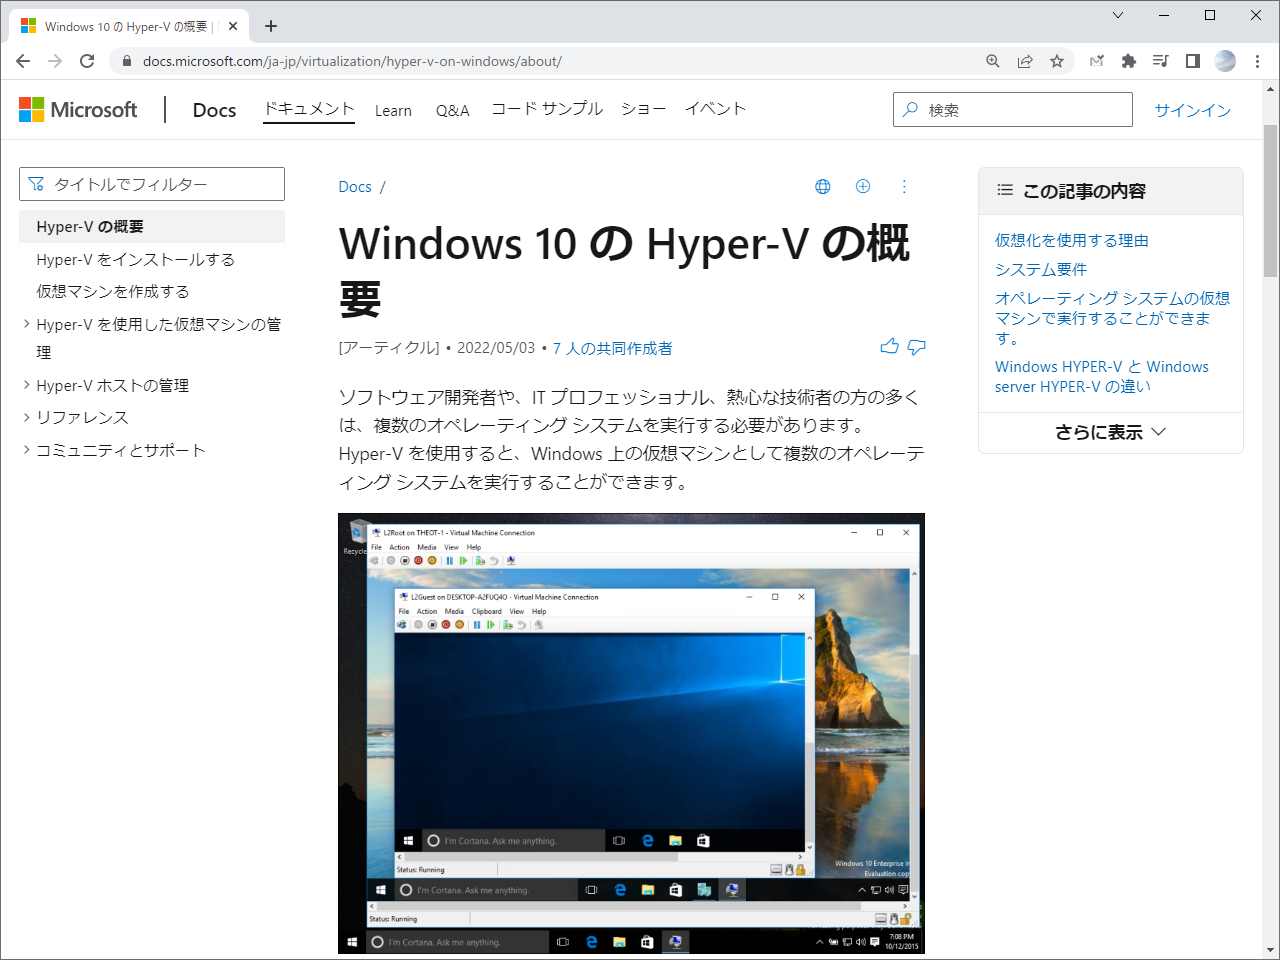 Windows 10 の Hyper-V の概要 |
docs.microsoft.com/ja-jp/virtualization/hyper-v-on-windows/about/
Microsoft
Docs
ドキュメント
Learn
Q&A
コード サンプル
ショー
イベント
検索
サインイン
タイトルでフィルター
Hyper-V の概要
Hyper-V をインストールする
仮想マシンを作成する
Hyper-V を使用した仮想マシンの管
理
Hyper-V ホストの管理
リファレンス
コミュニティとサポート
Docs /
Windows 10 の Hyper-V の概
要
[アーティクル] • 2022/05/03 • 7 人の共同作成者
ソフトウェア開発者や、IT プロフェッショナル、熱心な技術者の方の多く
は、複数のオペレーティング システムを実行する必要があります。
Hyper-V を使用すると、Windows 上の仮想マシンとして複数のオペレーテ
ィング システムを実行することができます。
Recycle
L2Root on THEOT-1 - Virtual Machine Connection
File Action Media View Help
L2Guest on DESKTOP-A2FUQ4O - Virtual Machine Connection
File Action Media Clipboard View Help
I'm Cortana. Ask me anything.
Status: Running
Windows 10 Enterprise In
Evaluation cop
I'm Cortana. Ask me anything.
Status: Running
I'm Cortana. Ask me anything.
7:08 PM
10/12/2015
この記事の内容
仮想化を使用する理由
システム要件
オペレーティング システムの仮想
マシンで実行することができま
す。
Windows HYPER-V と Windows
server HYPER-V の違い
さらに表示